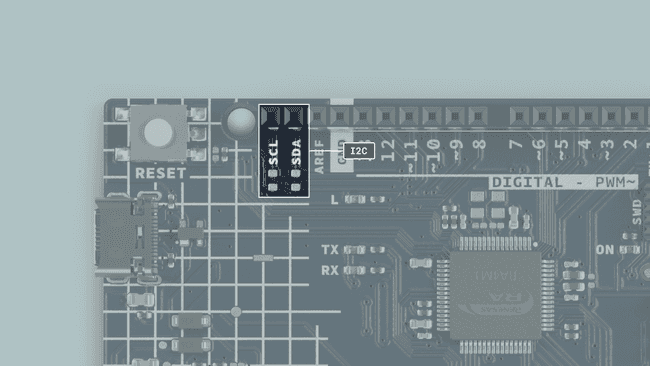 SCL
SDA
AREF
GND
I2C
12
~11
~10
~9
8
7
~6
~5
4
~3
2
RESET
DIGITAL - PWM~
L
TX
RX
SWD
ON
RA